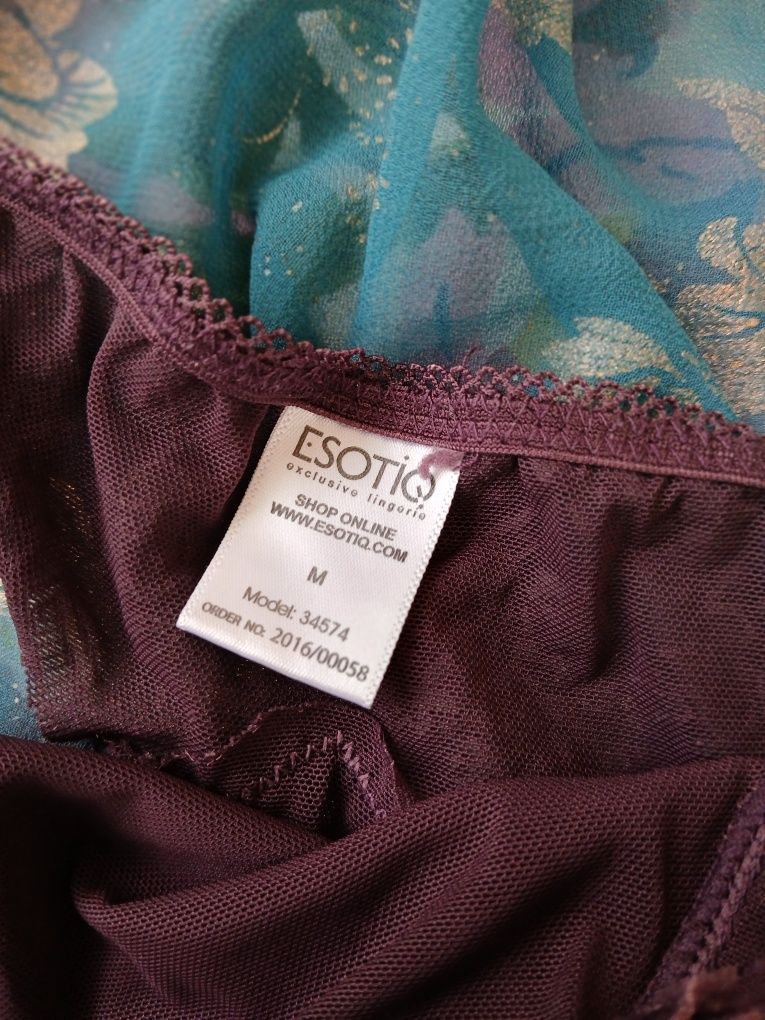 ESOTIQ
exclusive lingerie
SHOP ONLINE
WWW.ESOTIQ.COM
M
Model: 34574
ORDER NO: 2016/00058